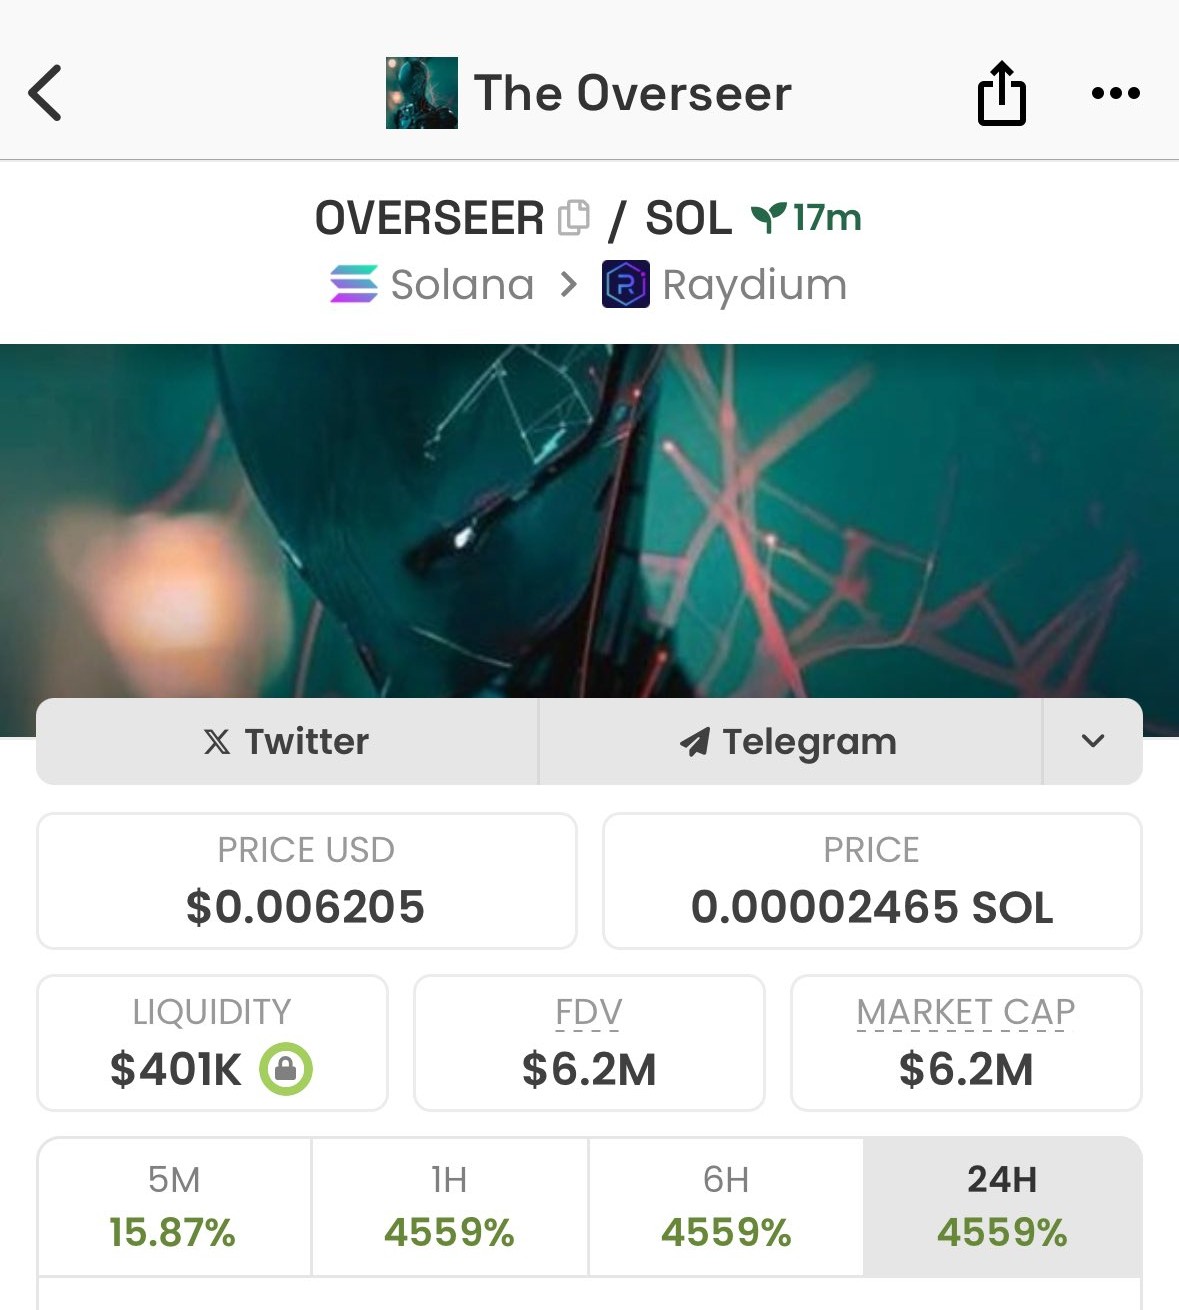 The Overseer
OVERSEER / SOL 17m
Solana > Raydium
Twitter Telegram
PRICE USD PRICE
$0.006205 0.00002465 SOL
LIQUIDITY FDV MARKET CAP
$401K $6.2M $6.2M
5M 1H 6H 24H
15.87% 4559% 4559% 4559%